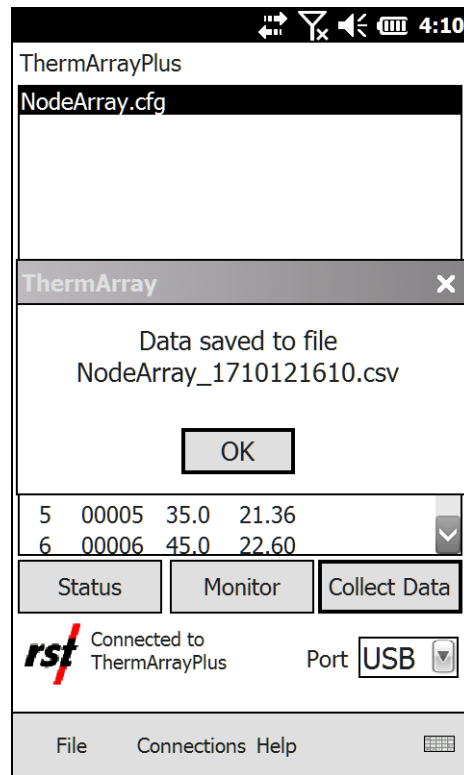 4:10
ThermArrayPlus
NodeArray.cfg
ThermArray
Data saved to file
NodeArray_1710121610.csv
OK
5 00005 35.0 21.36
6 00006 45.0 22.60
Status Monitor Collect Data
rst Connected to
ThermArrayPlus
Port USB
File Connections Help